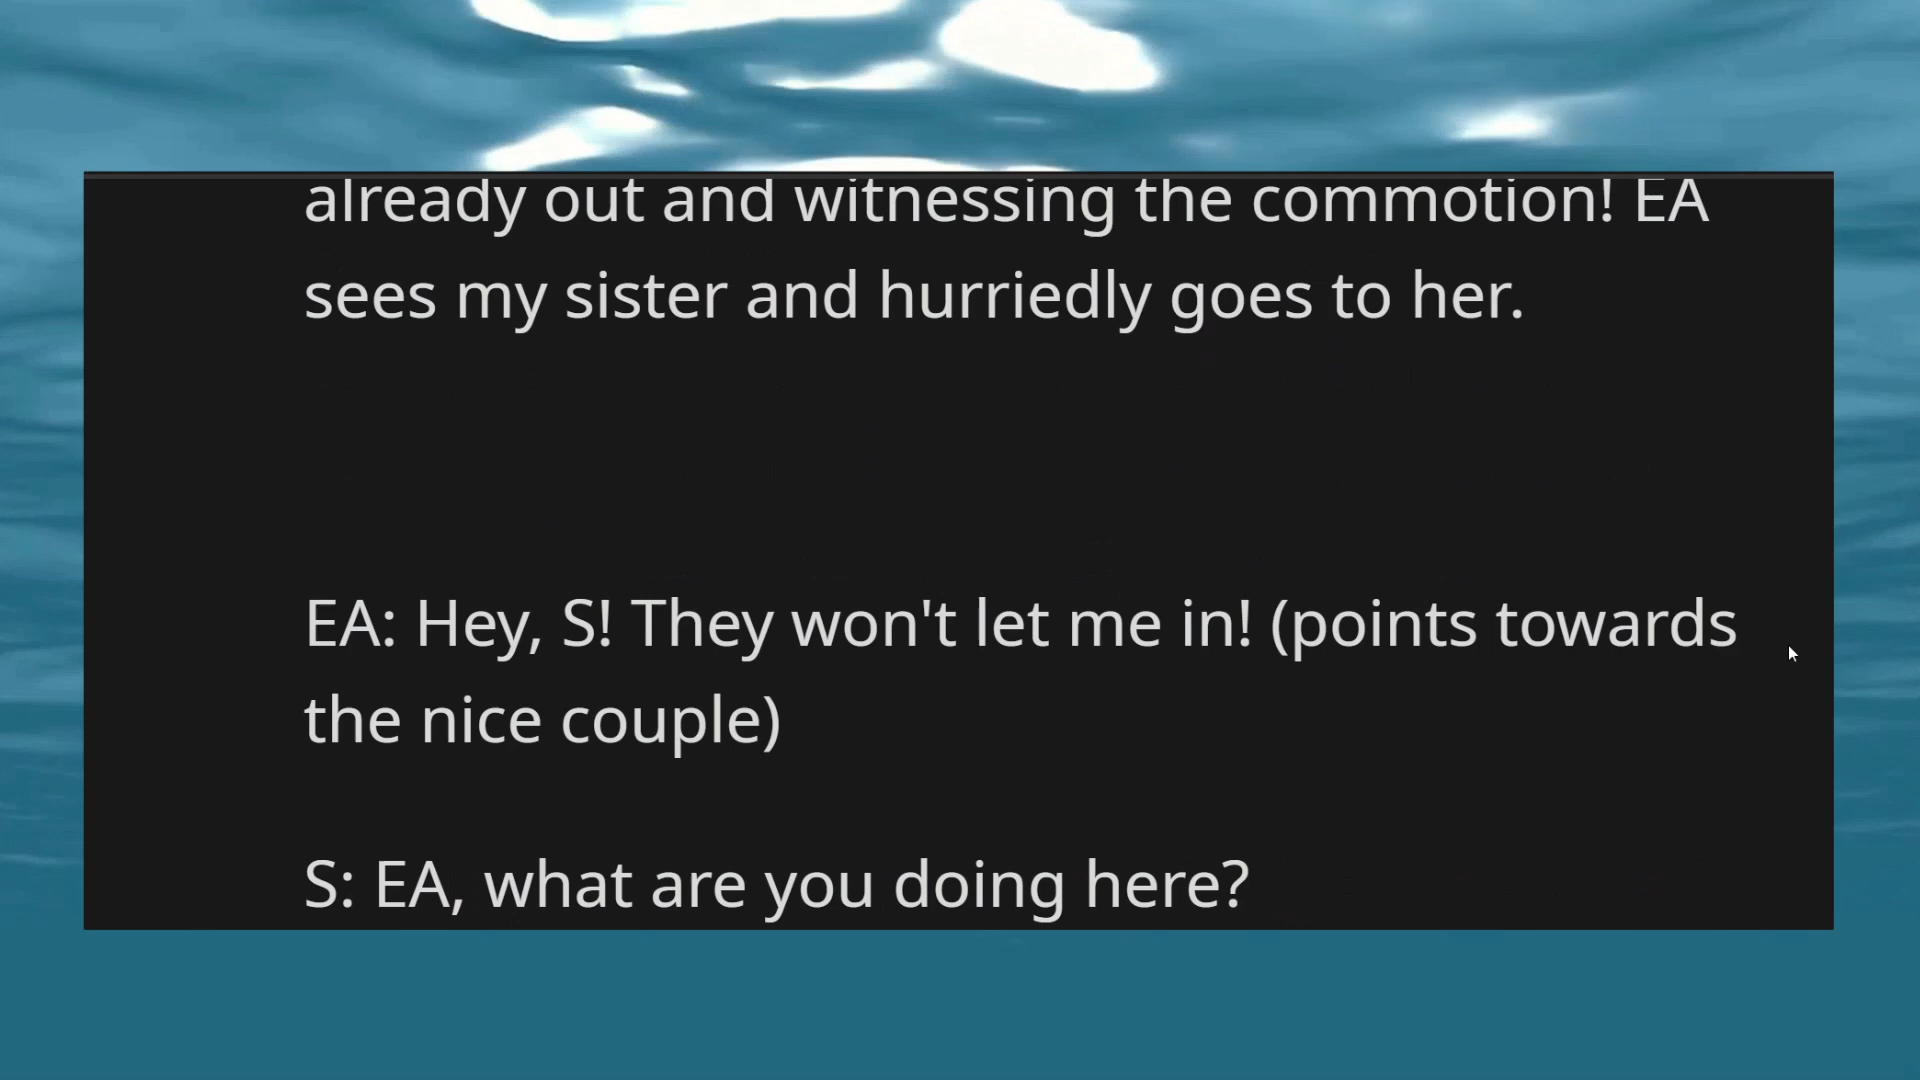 already out and witnessing the commotion! EA
sees my sister and hurriedly goes to her.
EA: Hey, S! They won't let me in! (points towards
the nice couple)
S: EA, what are you doing here?